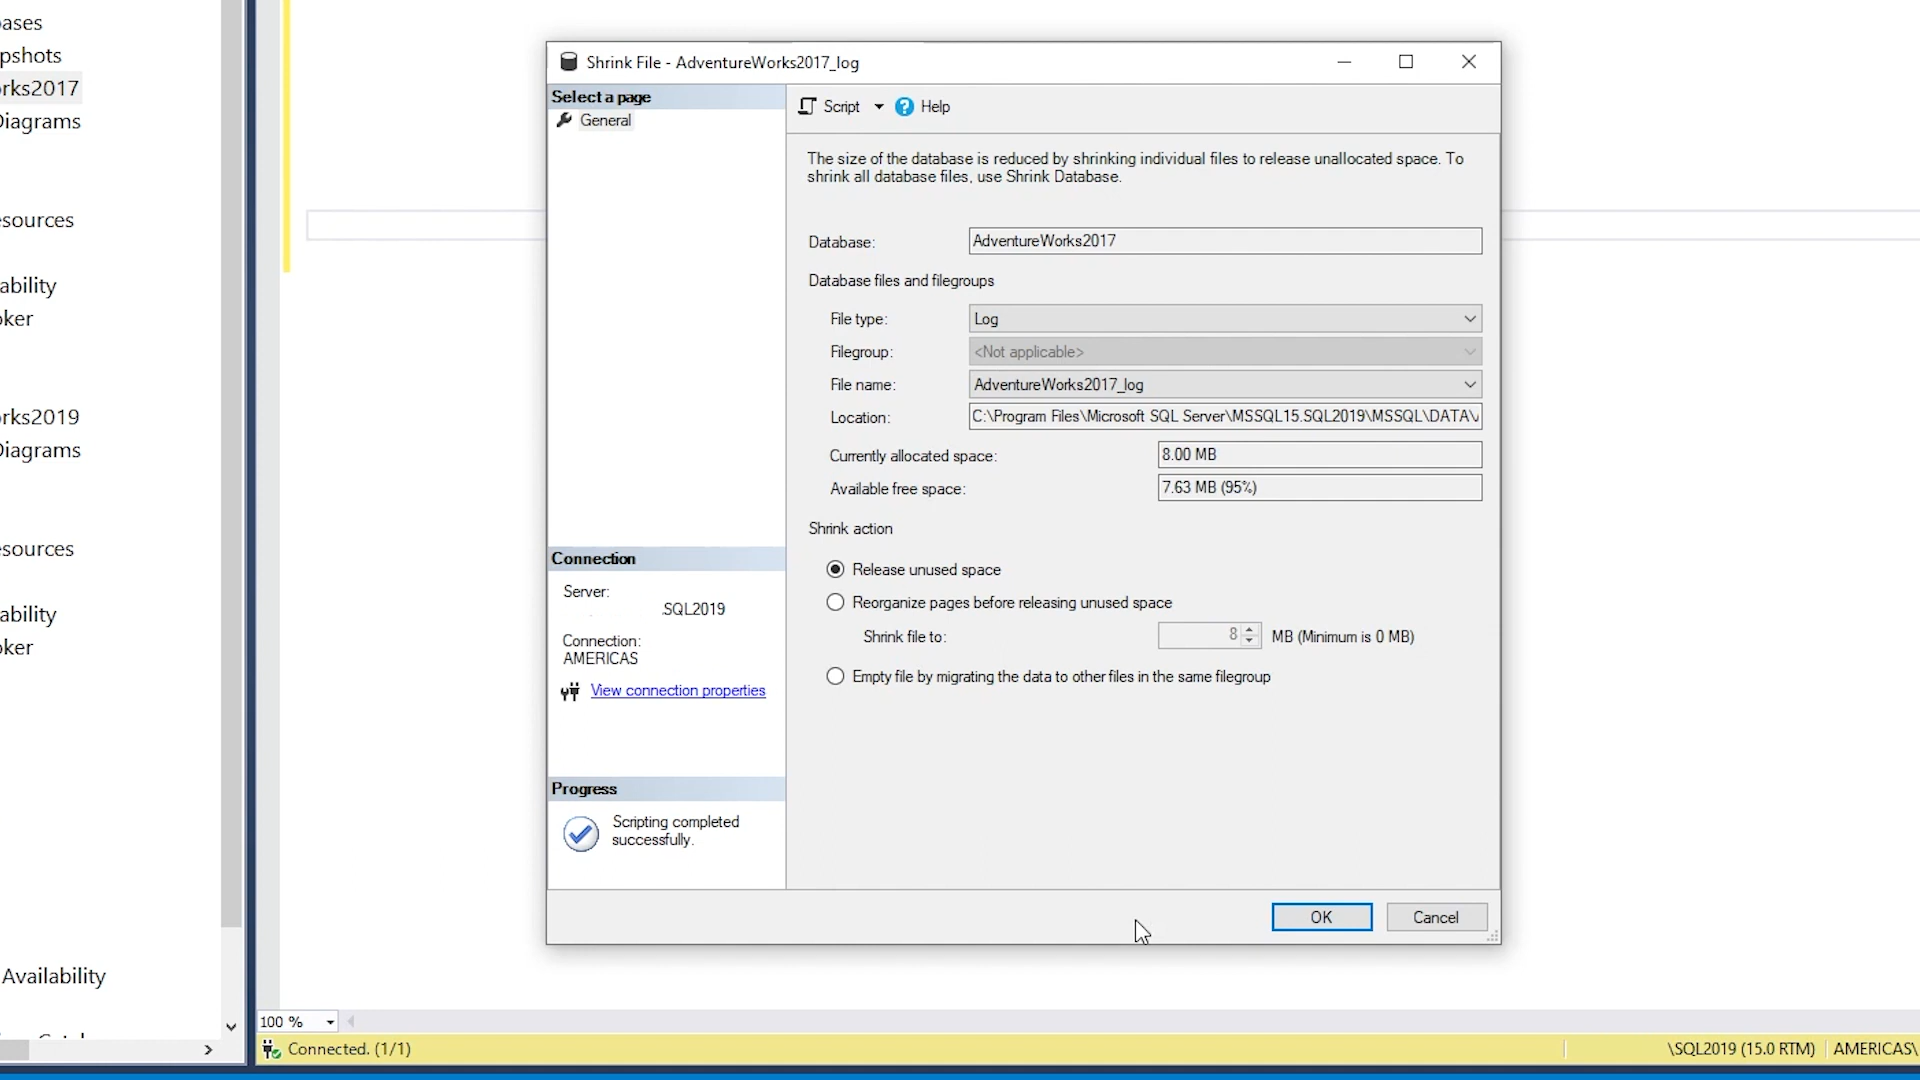 ases
pshots
rks2017
Diagrams
esources
ability
oker
rks2019
Diagrams
esources
ability
oker
Availability
Shrink File - AdventureWorks2017_log
Select a page
General
Script
Help
The size of the database is reduced by shrinking individual files to release unallocated space. To
shrink all database files, use Shrink Database.
Database:
AdventureWorks2017
Database files and filegroups
File type:
Log
Filegroup:
<Not applicable>
File name:
AdventureWorks2017_log
Location:
C:\Program Files\Microsoft SQL Server\MSSQL15.SQL2019\MSSQL\DATA\
Currently allocated space:
8.00 MB
Available free space:
7.63 MB (95%)
Shrink action
Release unused space
Reorganize pages before releasing unused space
Shrink file to:
8
MB (Minimum is 0 MB)
Empty file by migrating the data to other files in the same filegroup
Connection
Server:
.SQL2019
Connection:
AMERICAS
View connection properties
Progress
Scripting completed
successfully.
OK
Cancel
100 %
Connected. (1/1)
\SQL2019 (15.0 RTM)
AMERICAS\